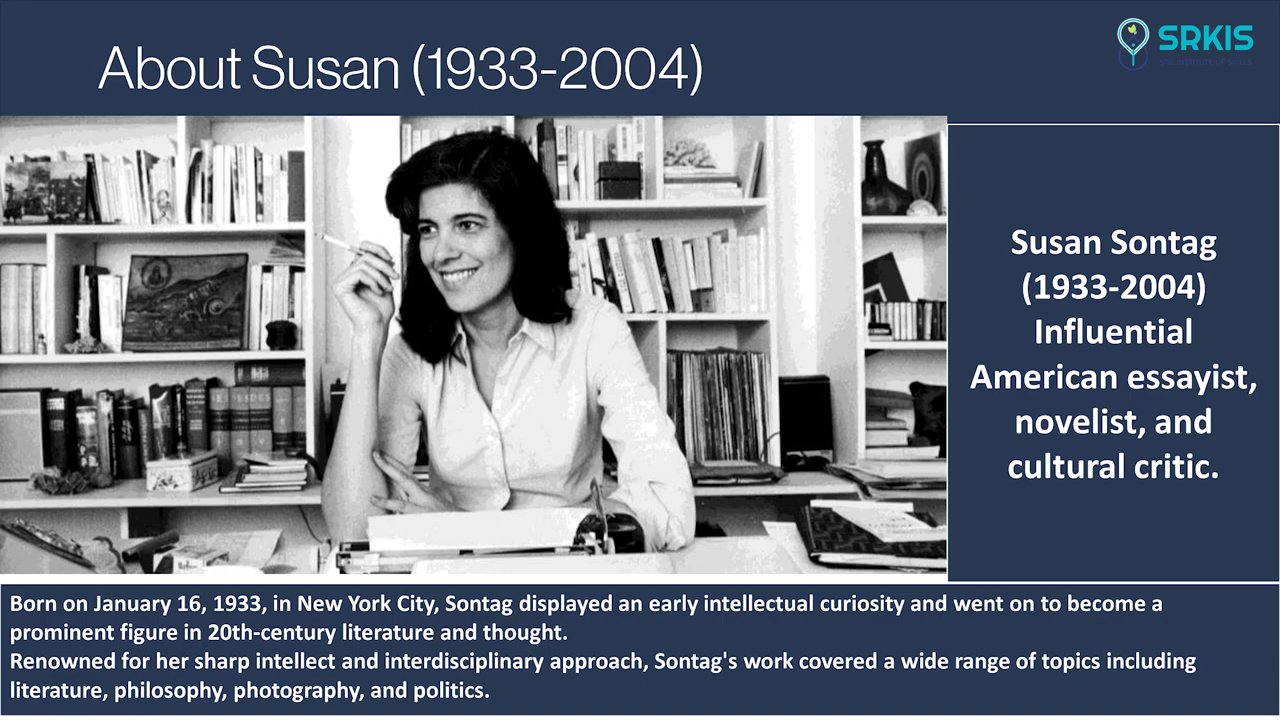 About Susan (1933-2004)
SRKIS
Susan Sontag
(1933-2004)
Influential
American essayist,
novelist, and
cultural critic.
Born on January 16, 1933, in New York City, Sontag displayed an early intellectual curiosity and went on to become a
prominent figure in 20th-century literature and thought.
Renowned for her sharp intellect and interdisciplinary approach, Sontag's work covered a wide range of topics including
literature, philosophy, photography, and politics.